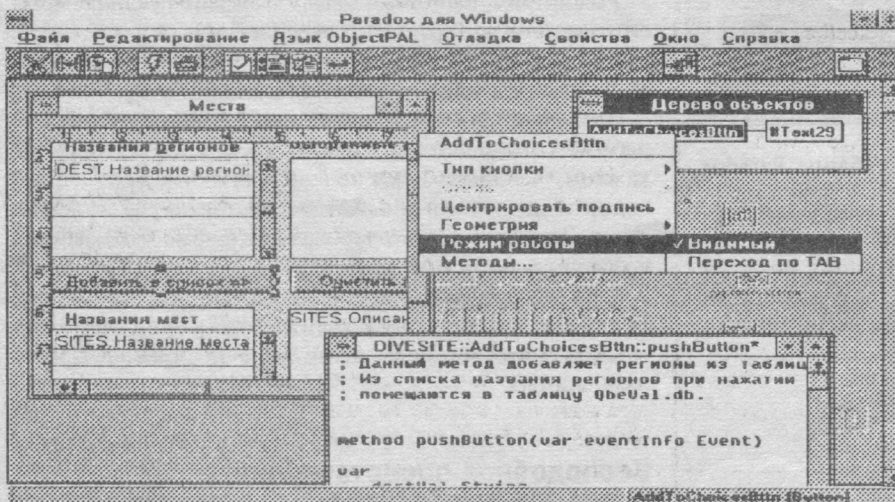 Paradox для Windows
Файл Редактирование Язык ObjectPAL Отладка Свойства Окно Справка
Места
Дерево объектов
AddToChoicesBttn #Text29
Названия регионов
DEST.Название регион
AddToChoicesBttn
Тип кнопки
Центрировать подпись
Геометрия
Режим работы
√Видимый
Методы...
Переход по TAB
Добавить в список =>
Очистить
Названия мест
SITES.Описан
SITES.Название места
DIVESITE::AddToChoicesBttn::pushButton*
; Данный метод добавляет регионы из таблиц
; Из списка названия регионов при нажатии
; помещаются в таблицу QbeVal.db.
method pushButton(var eventInfo Event)
var
AddToChoicesBttn [Button]